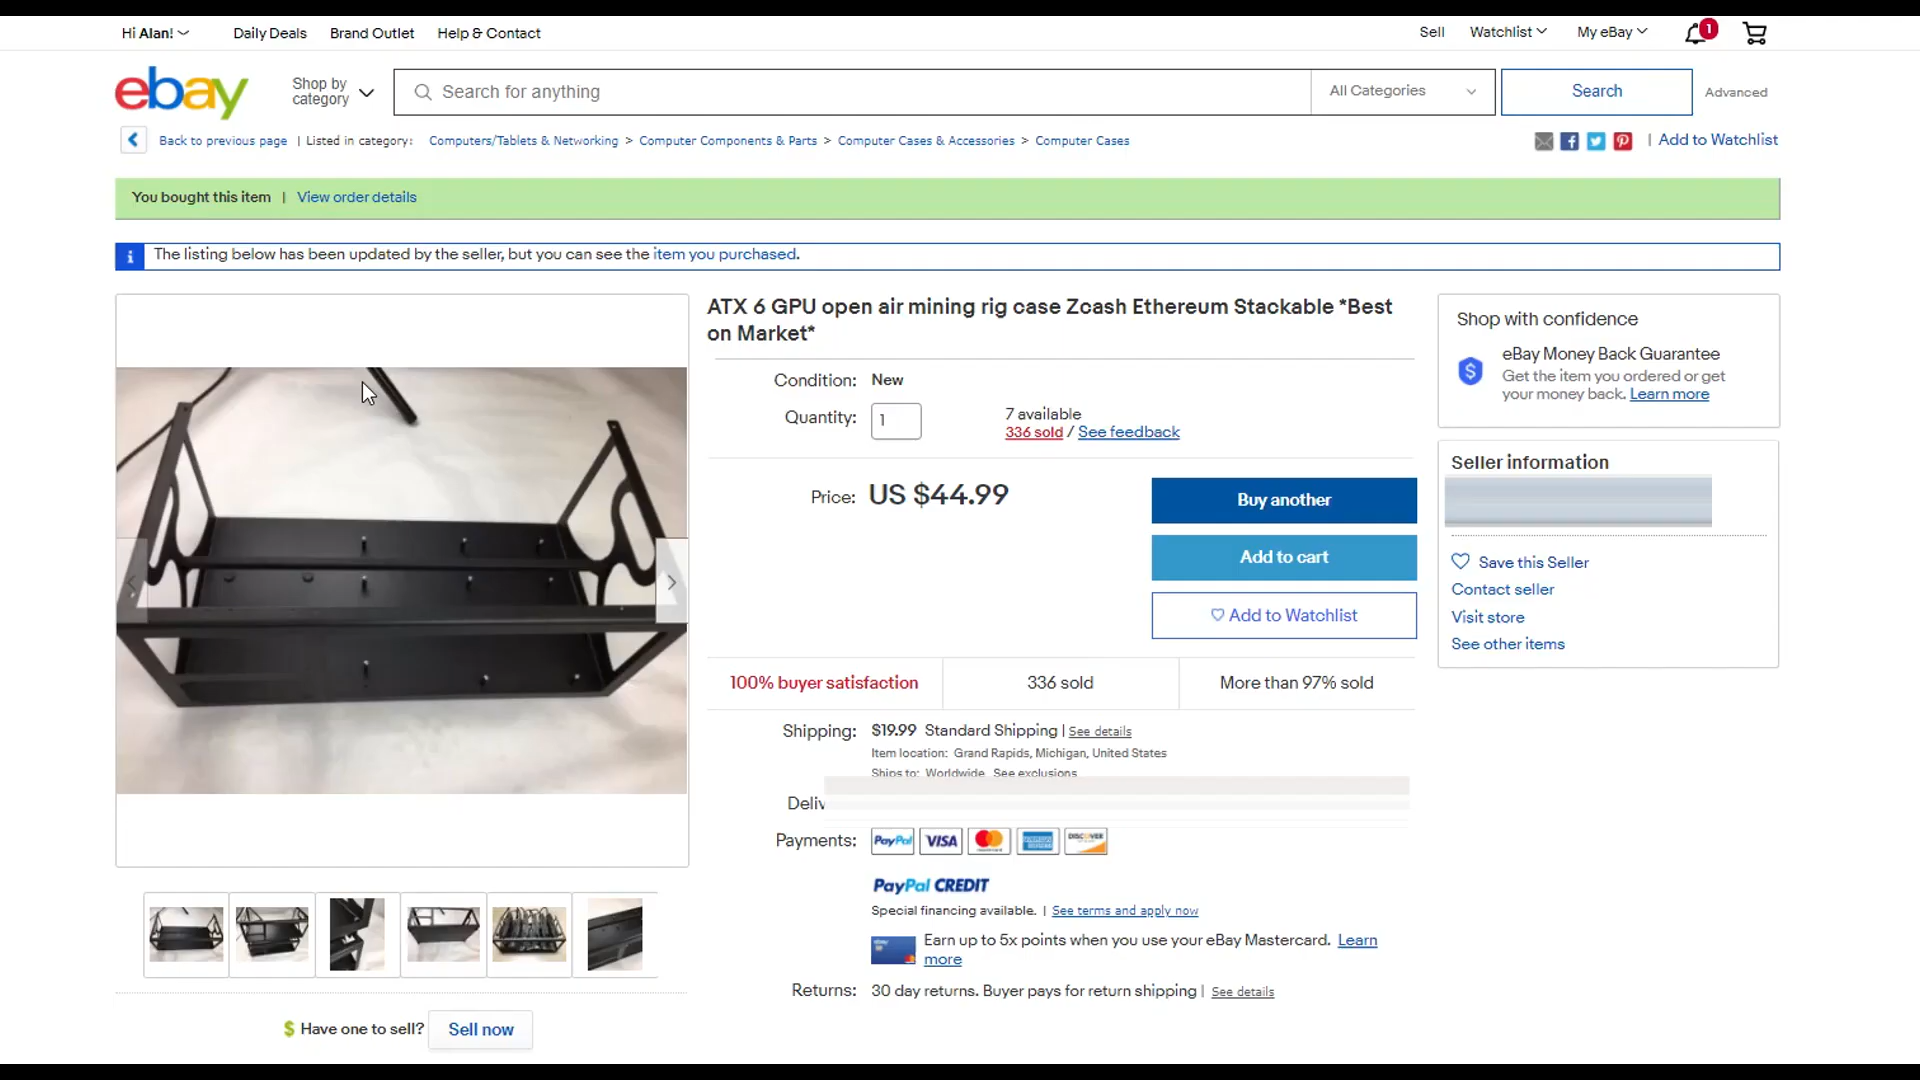 Hi Alan!
Daily Deals
Brand Outlet
Help & Contact
Sell
Watchlist
My eBay
1
ebay
Shop by category
Search for anything
All Categories
Search
Advanced
Back to previous page | Listed in category: Computers/Tablets & Networking > Computer Components & Parts > Computer Cases & Accessories > Computer Cases
| Add to Watchlist
You bought this item | View order details
The listing below has been updated by the seller, but you can see the item you purchased.
ATX 6 GPU open air mining rig case Zcash Ethereum Stackable *Best
on Market*
Condition: New
Quantity: 1
7 available
336 sold / See feedback
Price: US $44.99
Buy another
Add to cart
Add to Watchlist
100% buyer satisfaction
336 sold
More than 97% sold
Shipping: $19.99 Standard Shipping | See details
Item location: Grand Rapids, Michigan, United States
Ships to: Worldwide See exclusions
Deliv
Payments: PayPal VISA DISCOVER
PayPal CREDIT
Special financing available. | See terms and apply now
Earn up to 5x points when you use your eBay Mastercard. Learn
more
Returns: 30 day returns. Buyer pays for return shipping | See details
Shop with confidence
eBay Money Back Guarantee
Get the item you ordered or get
your money back. Learn more
Seller information
Save this Seller
Contact seller
Visit store
See other items
Have one to sell? Sell now